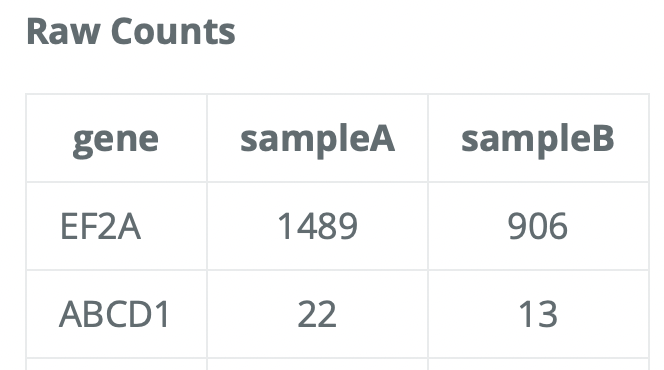 Raw Counts
gene sampleA sampleB
EF2A 1489 906
ABCD1 22 13